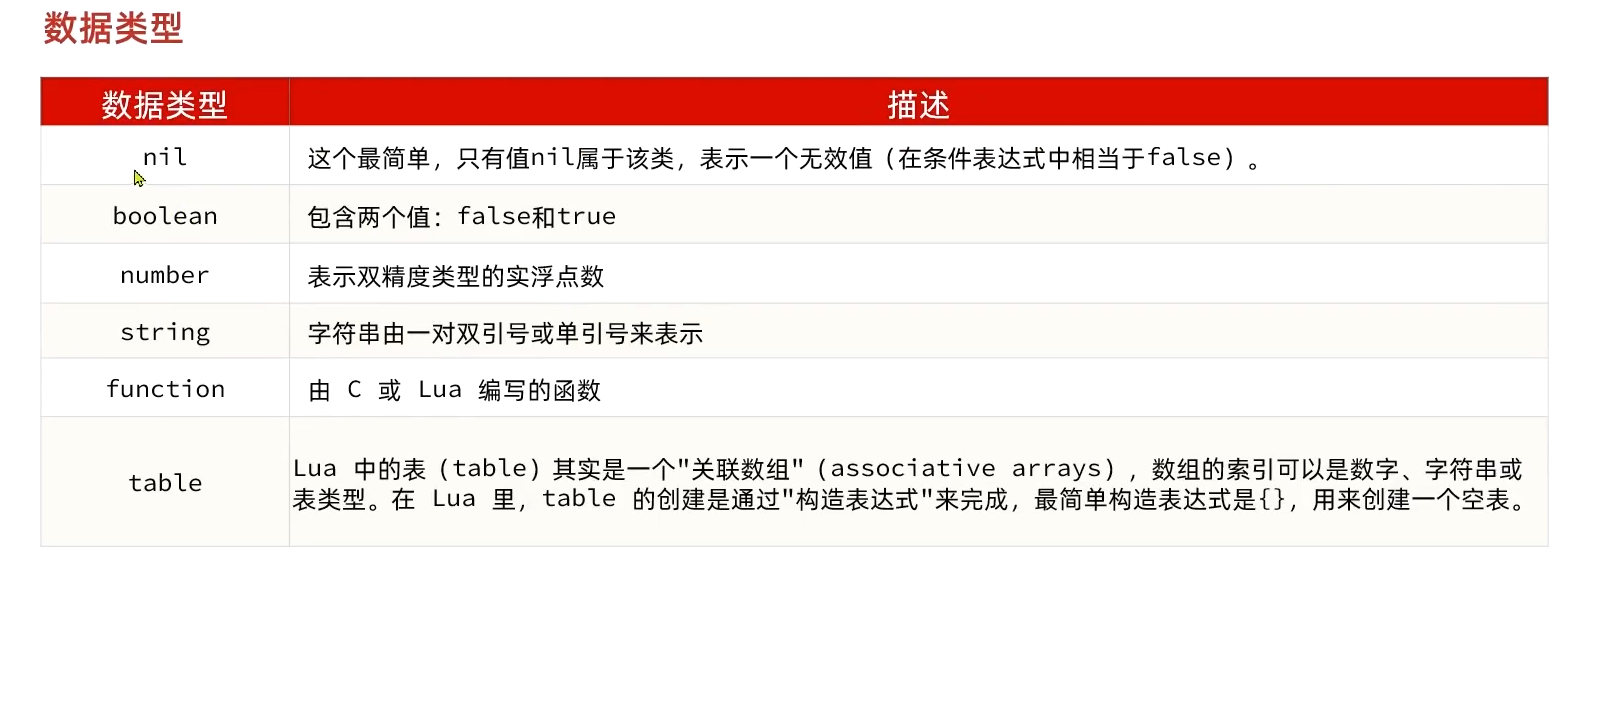 数据类型
数据类型 描述
nil 这个最简单，只有值nil属于该类，表示一个无效值（在条件表达式中相当于false）。
boolean 包含两个值：false和true
number 表示双精度类型的实浮点数
string 字符串由一对双引号或单引号来表示
function 由 C 或 Lua 编写的函数
table Lua 中的表（table）其实是一个"关联数组"（associative arrays），数组的索引可以是数字、字符串或
表类型。在 Lua 里，table 的创建是通过"构造表达式"来完成，最简单构造表达式是{}，用来创建一个空表。